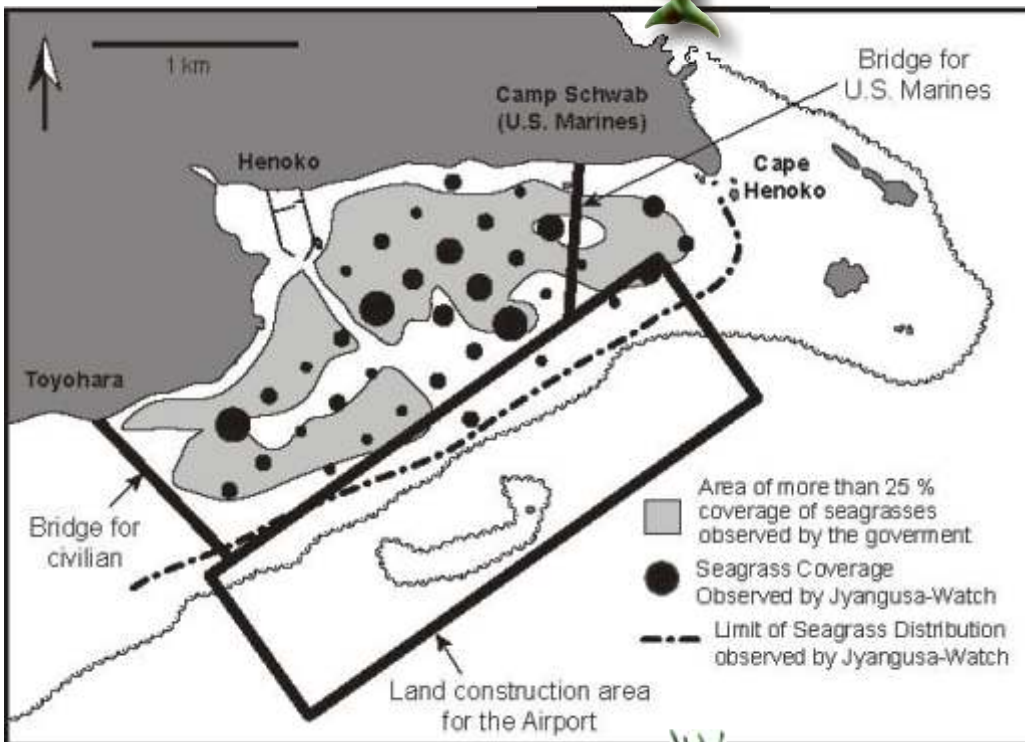 1 km
Bridge for
U.S. Marines
Camp Schwab
(U.S. Marines)
Henoko
Cape
Henoko
Toyohara
Bridge for
civilian
Area of more than 25 %
coverage of seagrasses
observed by the goverment
Seagrass Coverage
Observed by Jyangusa-Watch
Limit of Seagrass Distribution
observed by Jyangusa-Watch
Land construction area
for the Airport